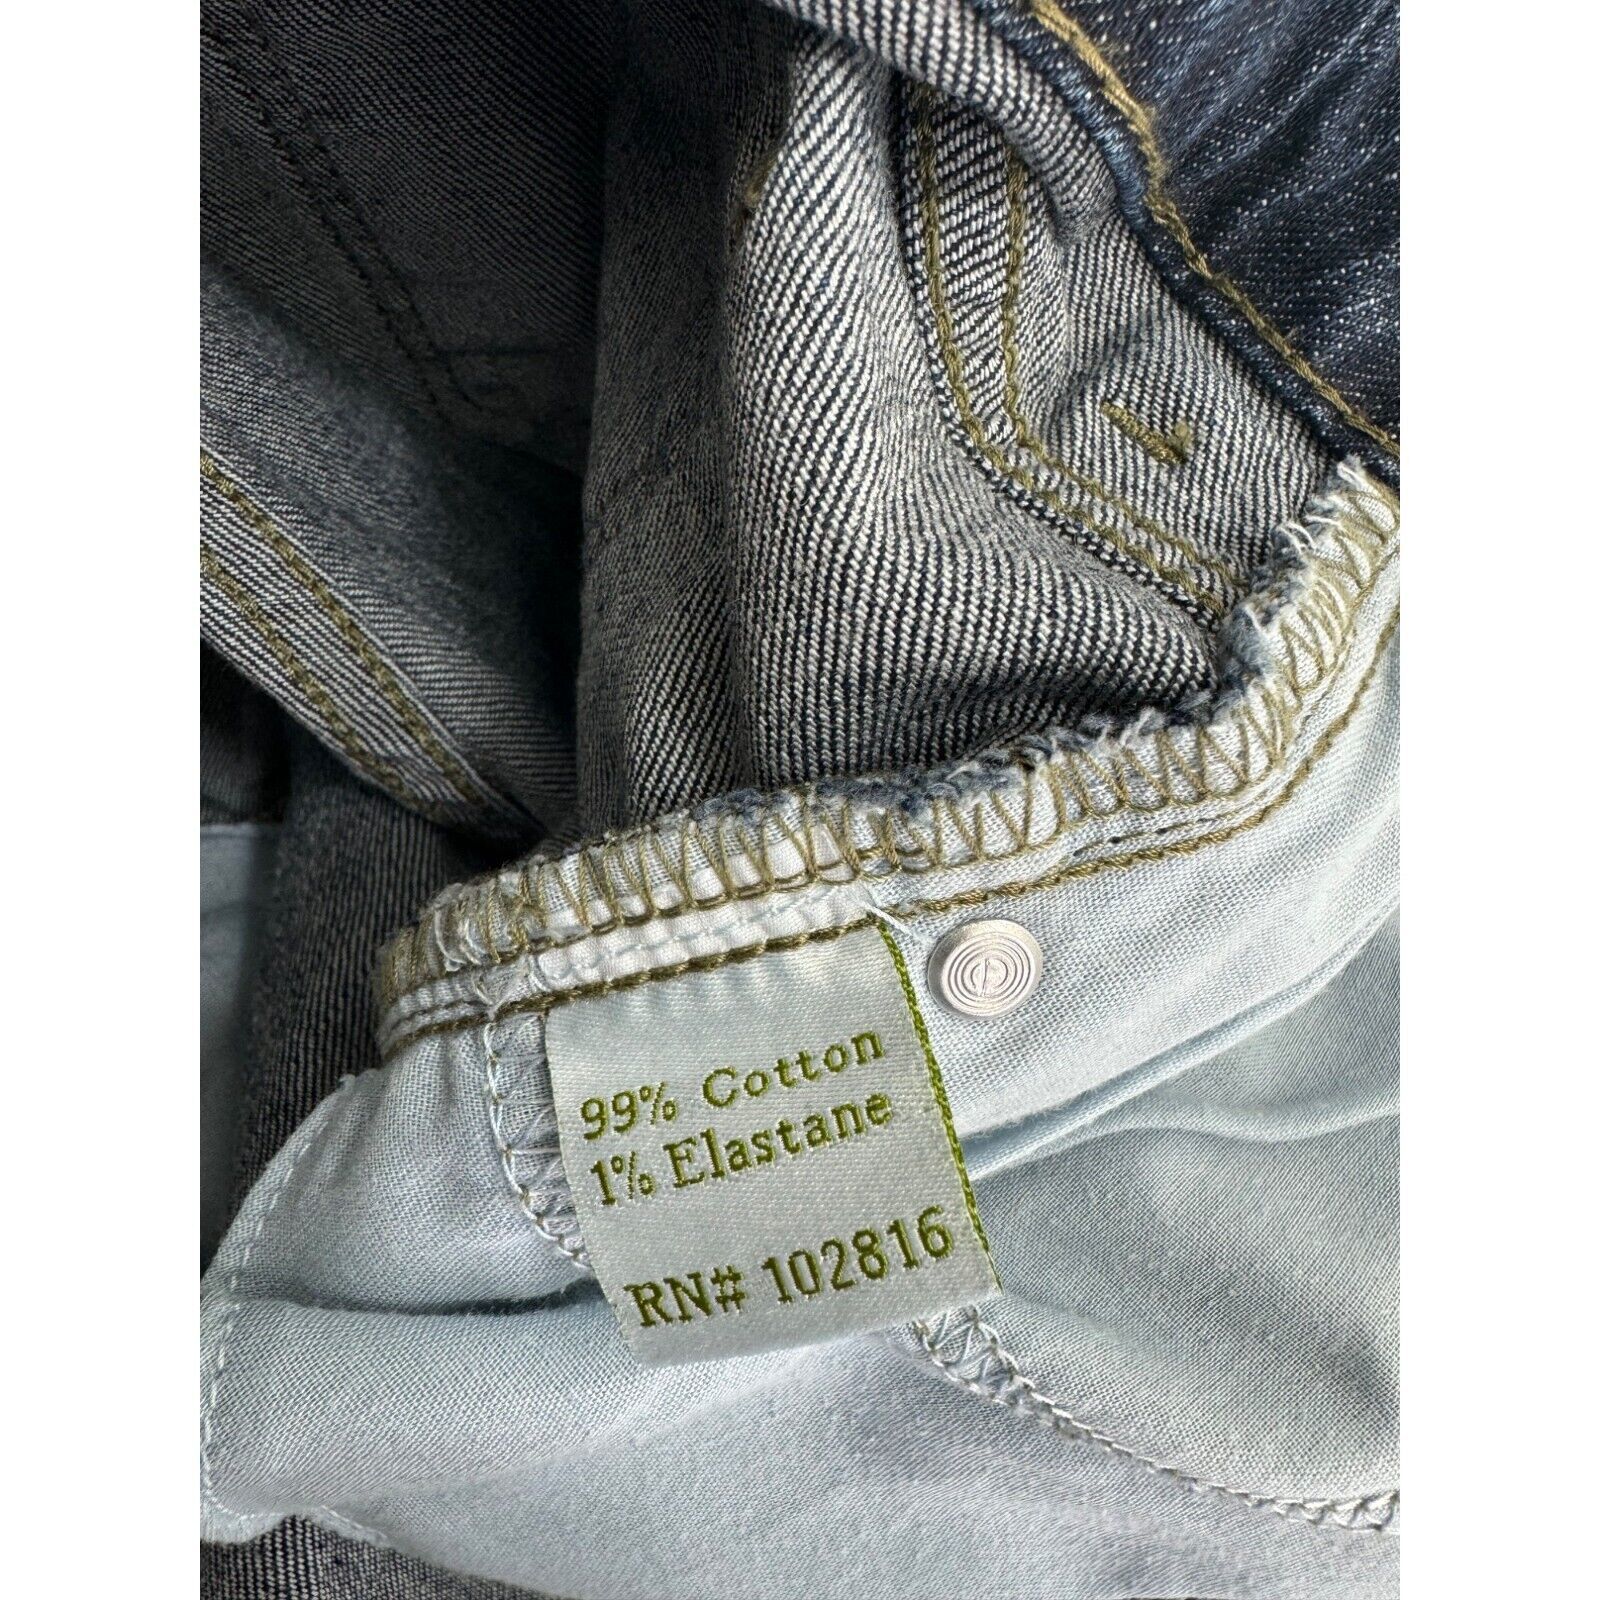 99% Cotton
1% Elastane
RN# 102816